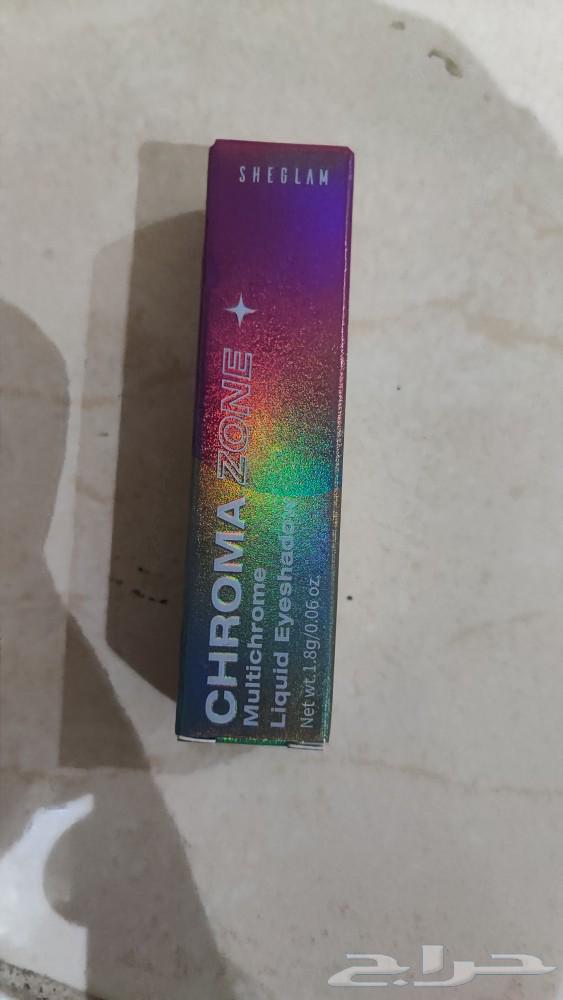 SHEGLAM
CHROMA ZONE
Multichrome
Liquid Eyeshadow
Net wt.1.8g/0.06 oz.
حراج